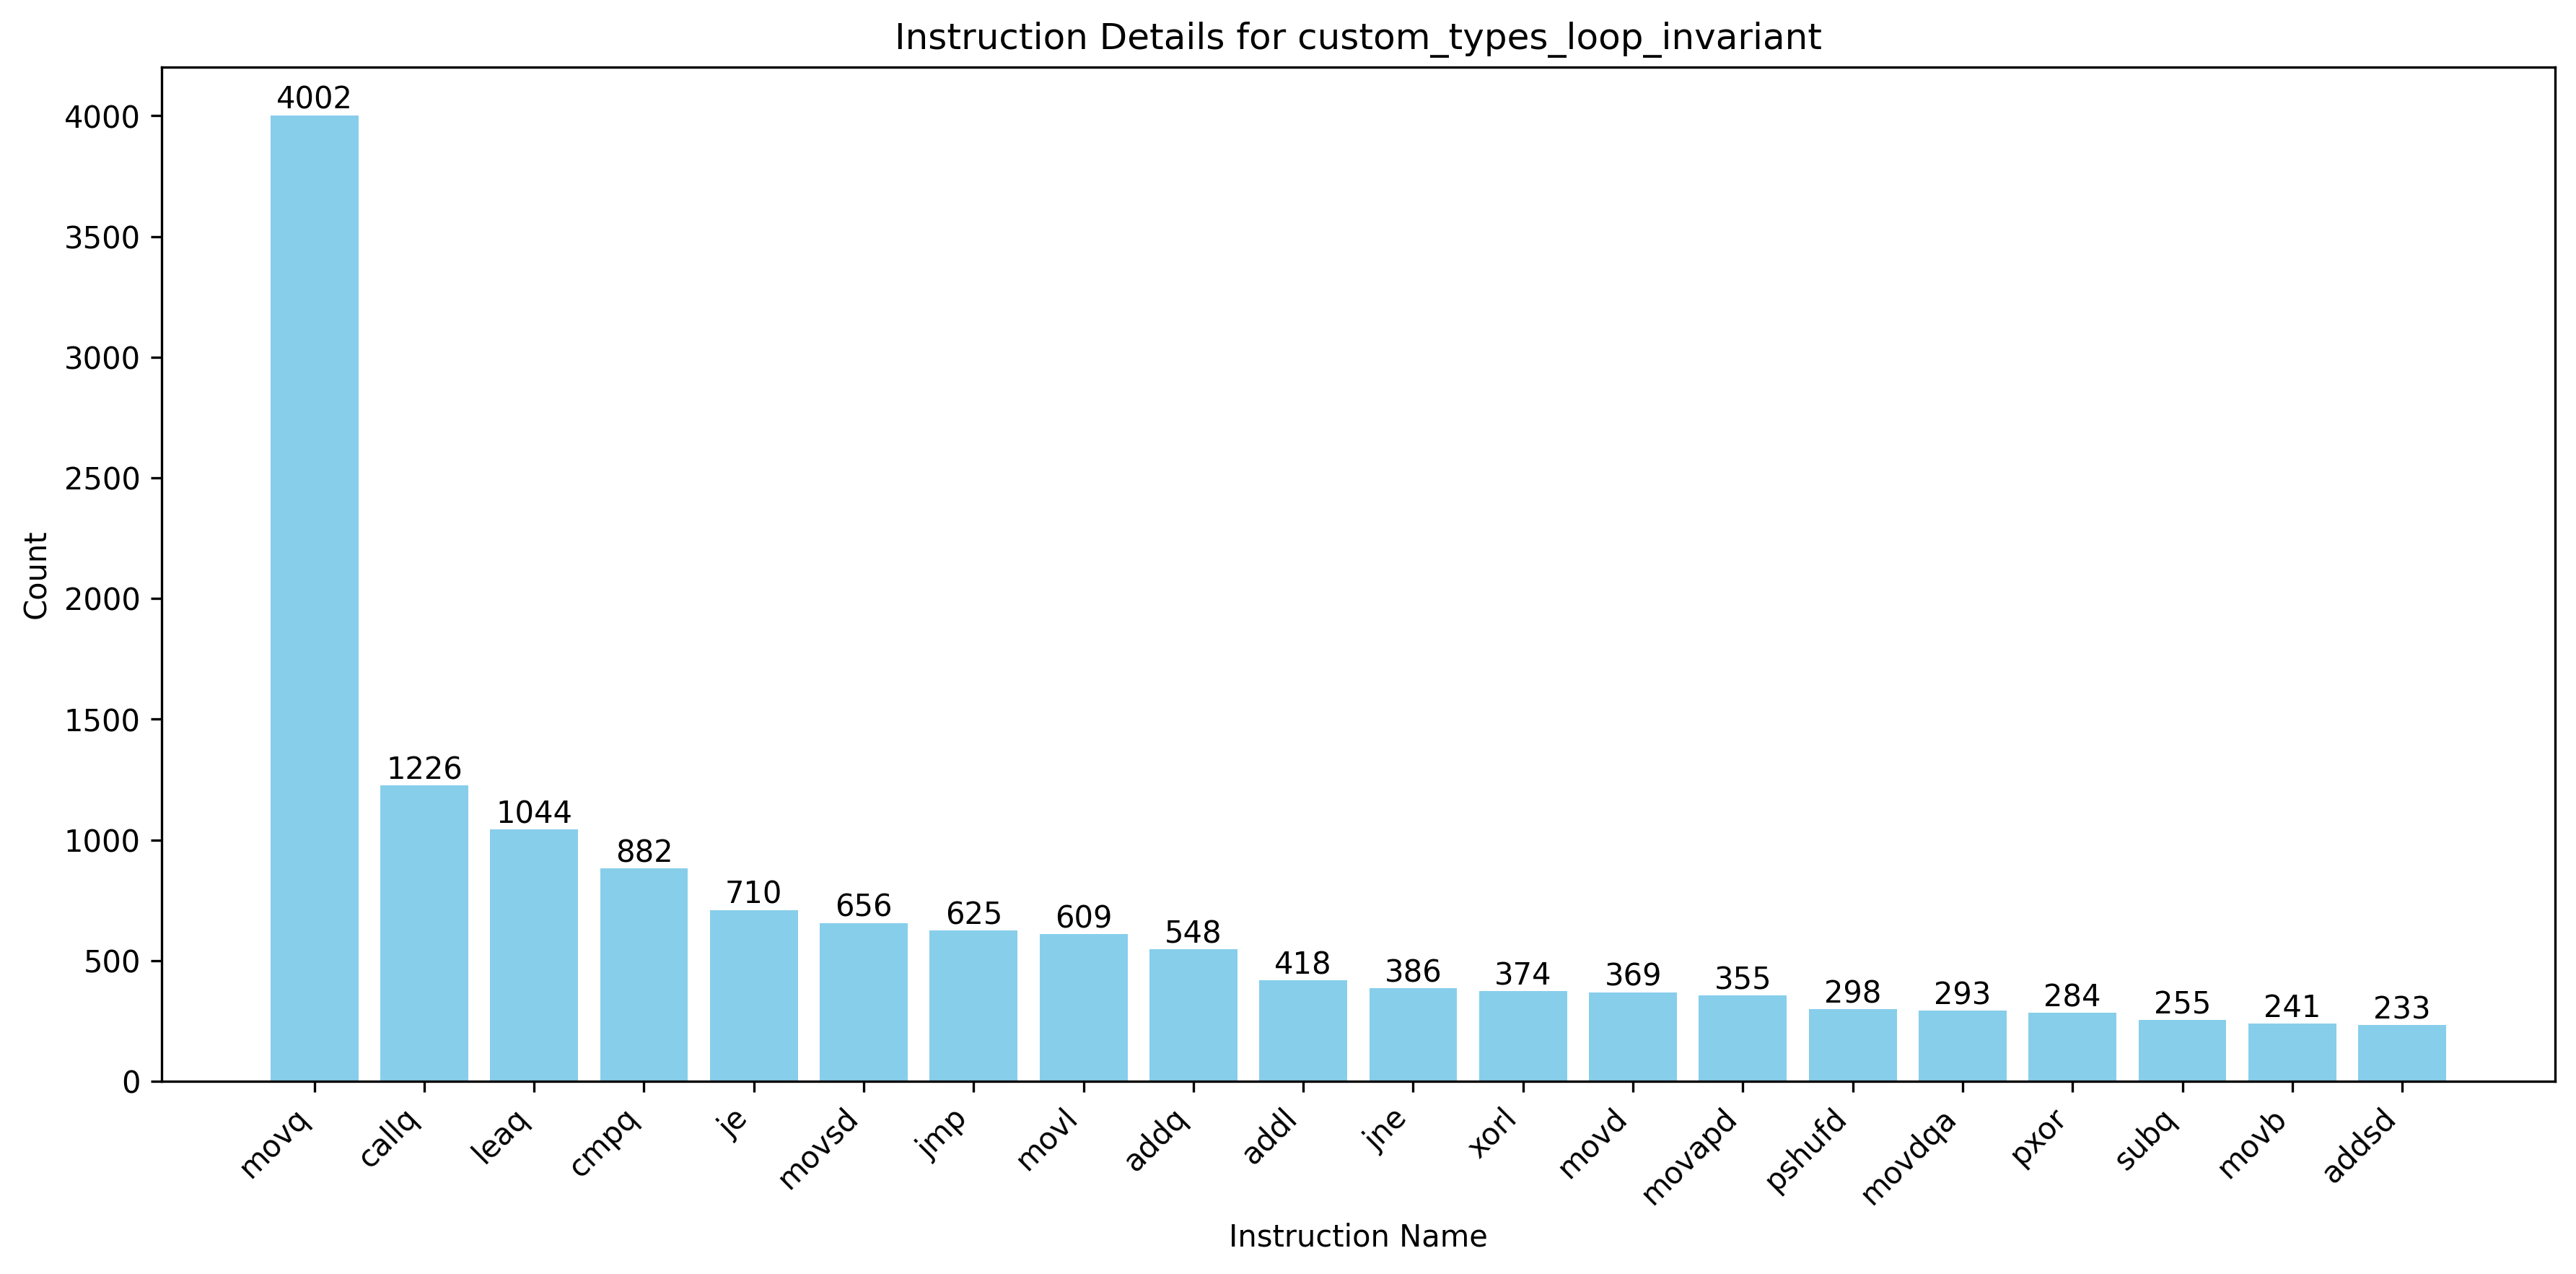 Instruction Details for custom_types_loop_invariant
Count
4000
3500
3000
2500
2000
1500
1000
500
0
4002
1226
1044
882
710
656
625
609
548
418
386
374
369
355
298
293
284
255
241
233
movq
callq
leaq
cmpq
je
movsd
jmp
movl
addq
addl
jne
xorl
movd
movapd
pshufd
movdqa
pxor
subq
movb
addsd
Instruction Name